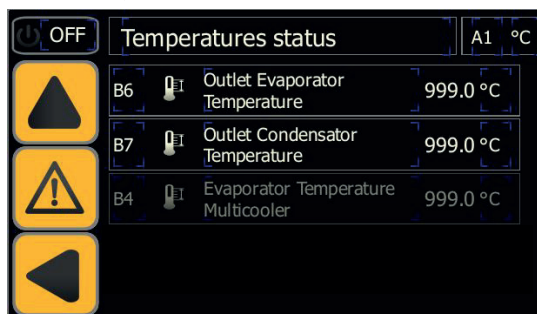 OFF Temperatures status A1 °C
B6 Outlet Evaporator
Temperature 999.0 °C
B7 Outlet Condensator
Temperature 999.0 °C
B4 Evaporator Temperature
Multicooler 999.0 °C